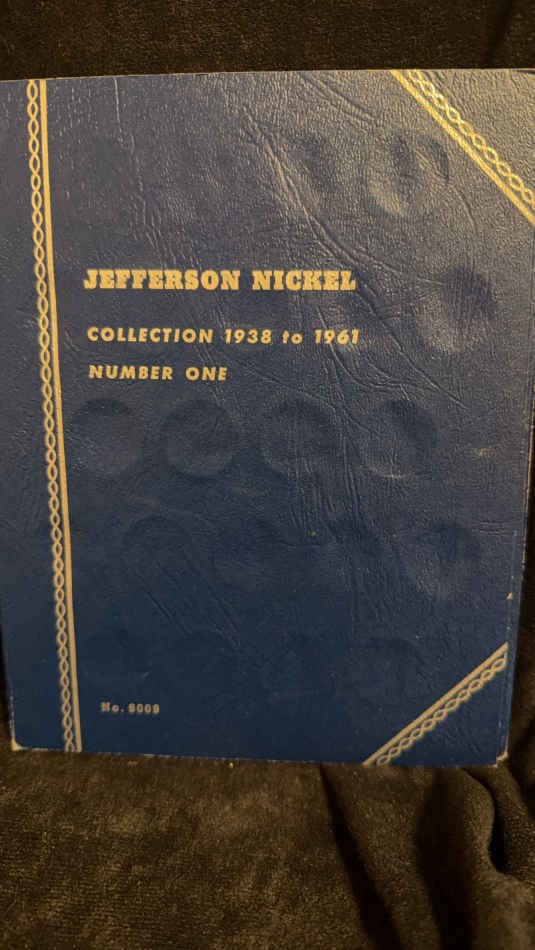 JEFFERSON NICKEL
COLLECTION 1938 to 1961
NUMBER ONE
No. 9009